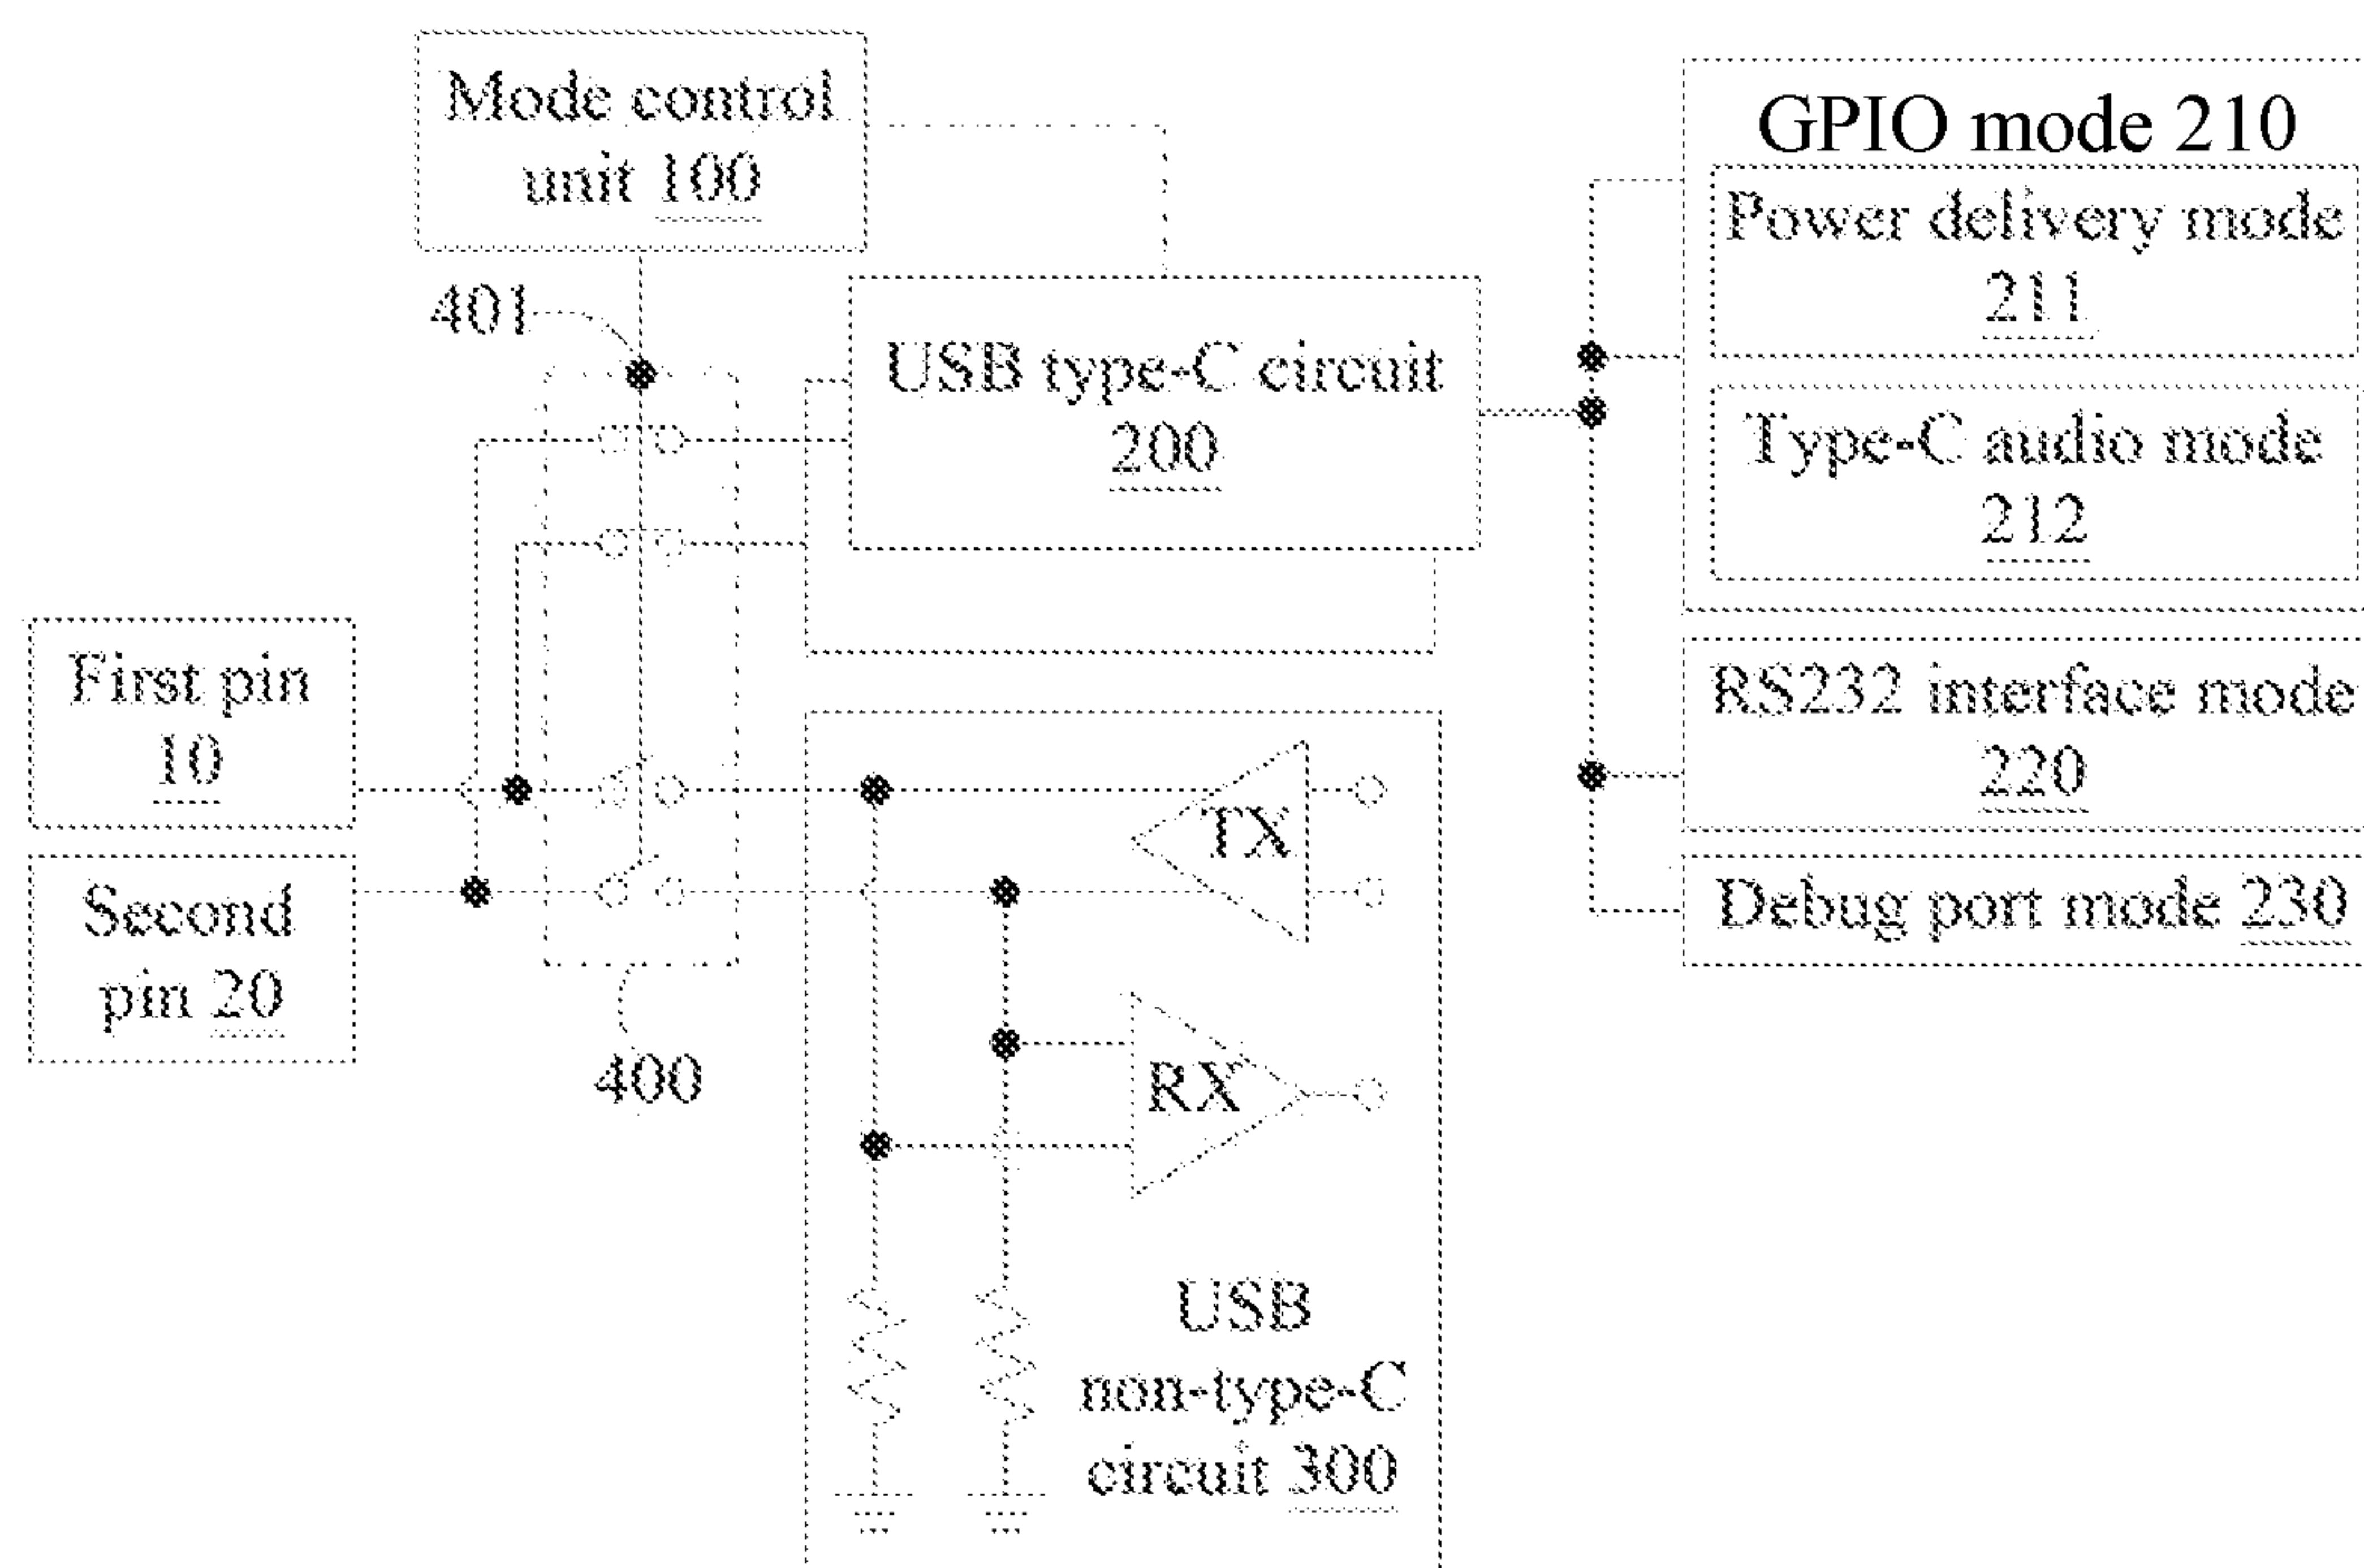 Mode control
unit 100
401
USB type-C circuit
200
GPIO mode 210
Power delivery mode
211
Type-C audio mode
212
First pin
10
Second
pin 20
400
TX
RX
USB
non-type-C
circuit 300
RS232 interface mode
220
Debug port mode 230